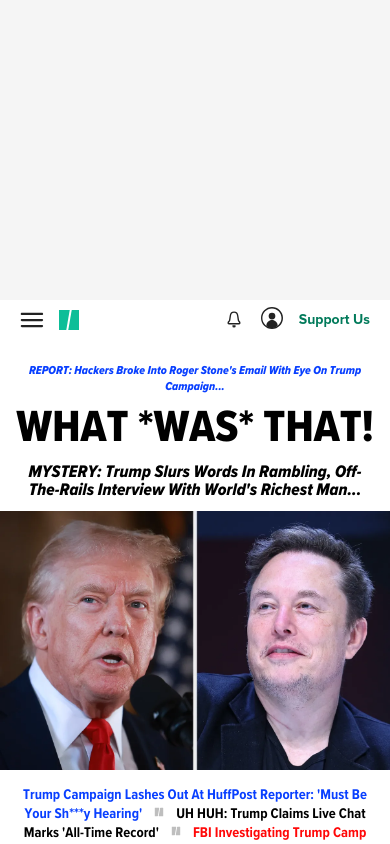 Support Us
REPORT: Hackers Broke Into Roger Stone's Email With Eye On Trump
Campaign...
WHAT *WAS* THAT!
MYSTERY: Trump Slurs Words In Rambling, Off-
The-Rails Interview With World's Richest Man...
Trump Campaign Lashes Out At HuffPost Reporter: 'Must Be
Your Sh***y Hearing' UH HUH: Trump Claims Live Chat
Marks 'All-Time Record' FBI Investigating Trump Camp